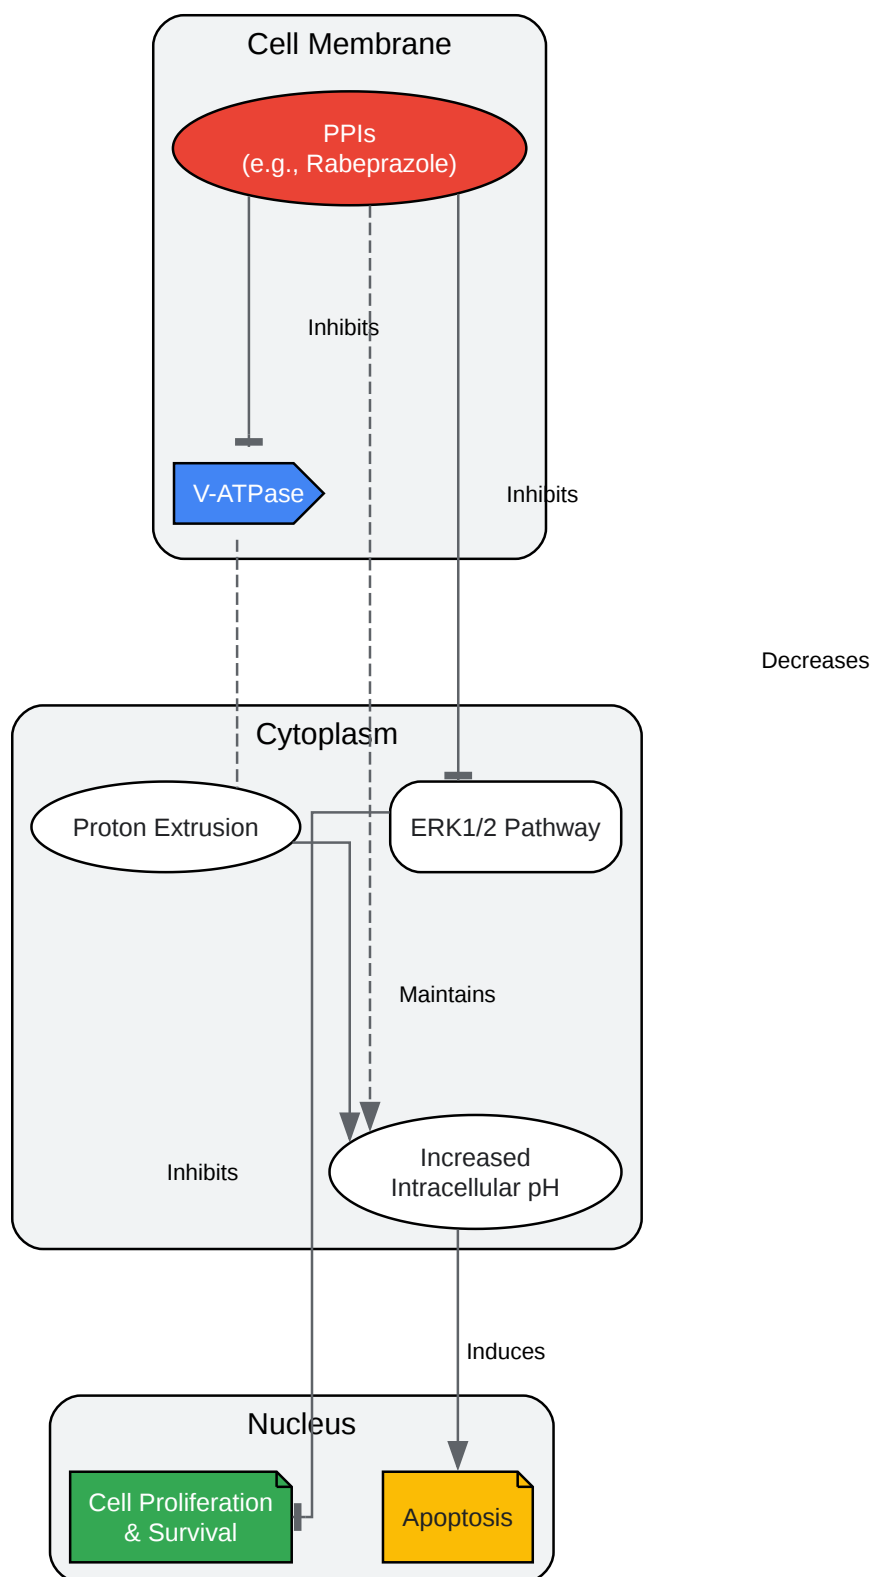 Cell Membrane
PPIs
(e.g., Rabeprazole)
Inhibits
V-ATPase
Inhibits
Decreases
Cytoplasm
Proton Extrusion
ERK1/2 Pathway
Maintains
Inhibits
Increased
Intracellular pH
Induces
Nucleus
Cell Proliferation
& Survival
Apoptosis